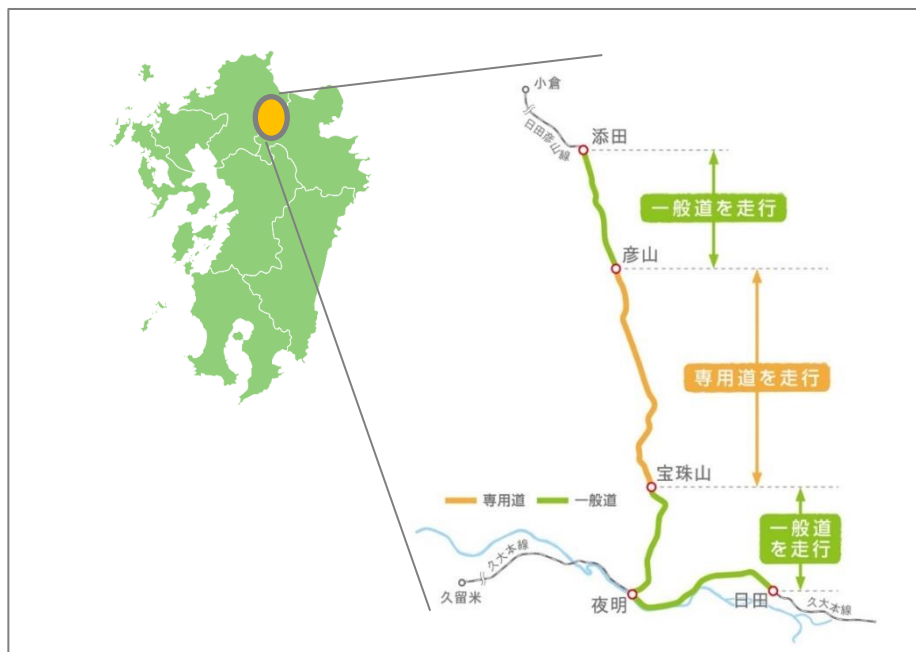 小倉
日田彦山線
添田
一般道を走行
彦山
専用道を走行
宝珠山
専用道
一般道
一般道
を走行
久大本線
久留米
夜明
日田
久大本線